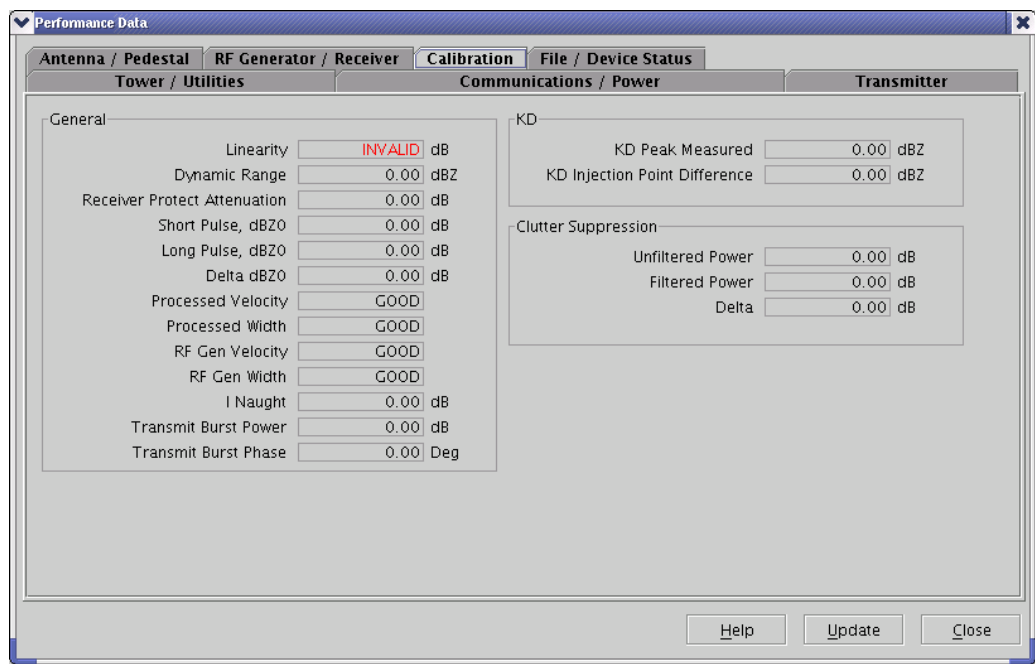 Performance Data
Antenna / Pedestal RF Generator / Receiver Calibration File / Device Status
Tower / Utilities Communications / Power Transmitter
General
Linearity INVALID dB
Dynamic Range 0.00 dBZ
Receiver Protect Attenuation 0.00 dB
Short Pulse, dBZ0 0.00 dB
Long Pulse, dBZ0 0.00 dB
Delta dBZ0 0.00 dB
Processed Velocity GOOD
Processed Width GOOD
RF Gen Velocity GOOD
RF Gen Width GOOD
I Naught 0.00 dB
Transmit Burst Power 0.00 dB
Transmit Burst Phase 0.00 Deg
KD
KD Peak Measured 0.00 dBZ
KD Injection Point Difference 0.00 dBZ
Clutter Suppression
Unfiltered Power 0.00 dB
Filtered Power 0.00 dB
Delta 0.00 dB
Help Update Close